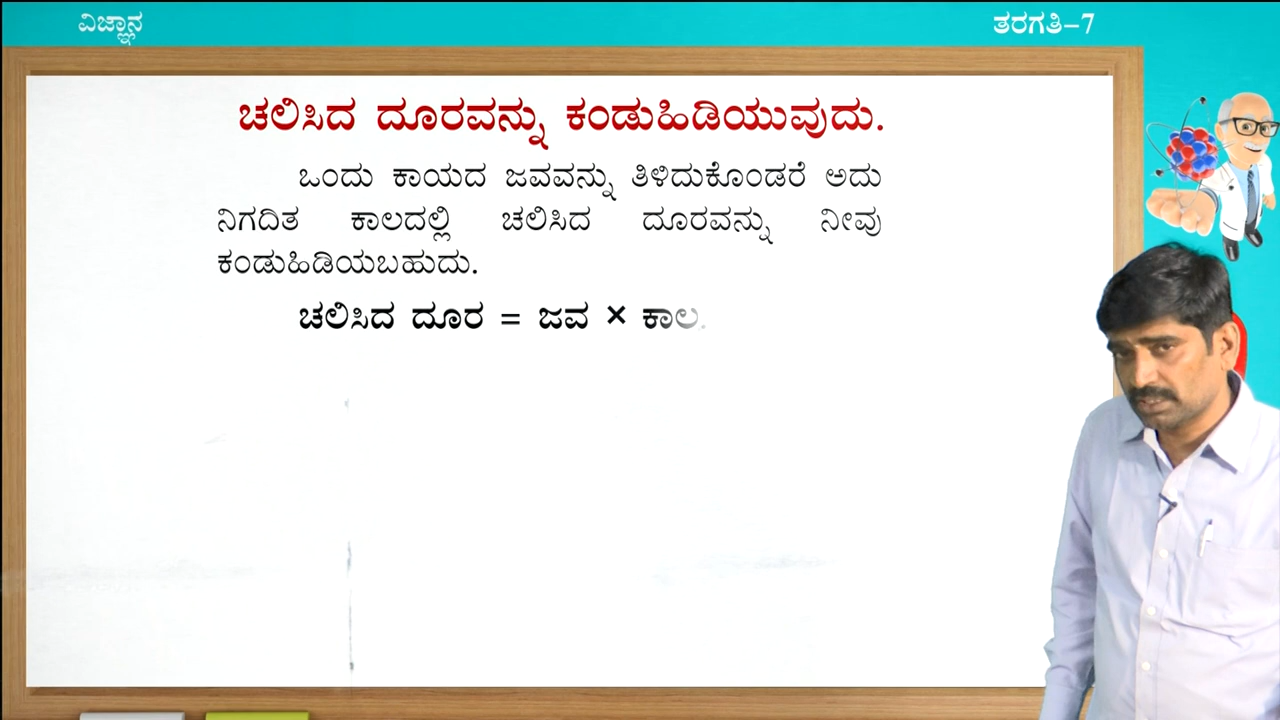 ವಿಜ್ಞಾನ
ತರಗತಿ–7
ಚಲಿಸಿದ ದೂರವನ್ನು ಕಂಡುಹಿಡಿಯುವುದು.
ಒಂದು ಕಾಯದ ಜವವನ್ನು ತಿಳಿದುಕೊಂಡರೆ ಅದು
ನಿಗದಿತ ಕಾಲದಲ್ಲಿ ಚಲಿಸಿದ ದೂರವನ್ನು ನೀವು
ಕಂಡುಹಿಡಿಯಬಹುದು.
ಚಲಿಸಿದ ದೂರ = ಜವ × ಕಾಲ.